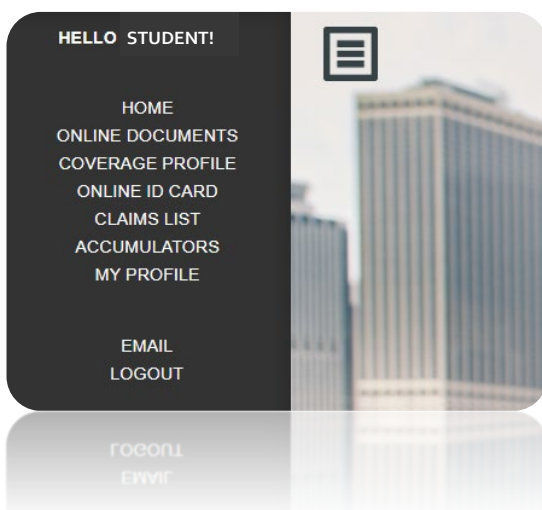 HELLO STUDENT!
HOME
ONLINE DOCUMENTS
COVERAGE PROFILE
ONLINE ID CARD
CLAIMS LIST
ACCUMULATORS
MY PROFILE
EMAIL
LOGOUT